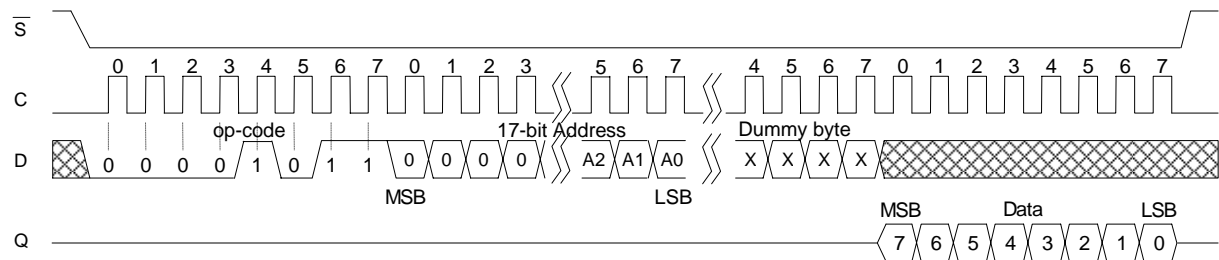 S
0 1 2 3 4 5 6 7 0 1 2 3 5 6 7 4 5 6 7 0 1 2 3 4 5 6 7
C
op-code 17-bit Address Dummy byte
D 0 0 0 0 1 0 1 1 0 0 0 0 A2 A1 A0 X X X X
MSB LSB
MSB Data LSB
Q 7 6 5 4 3 2 1 0